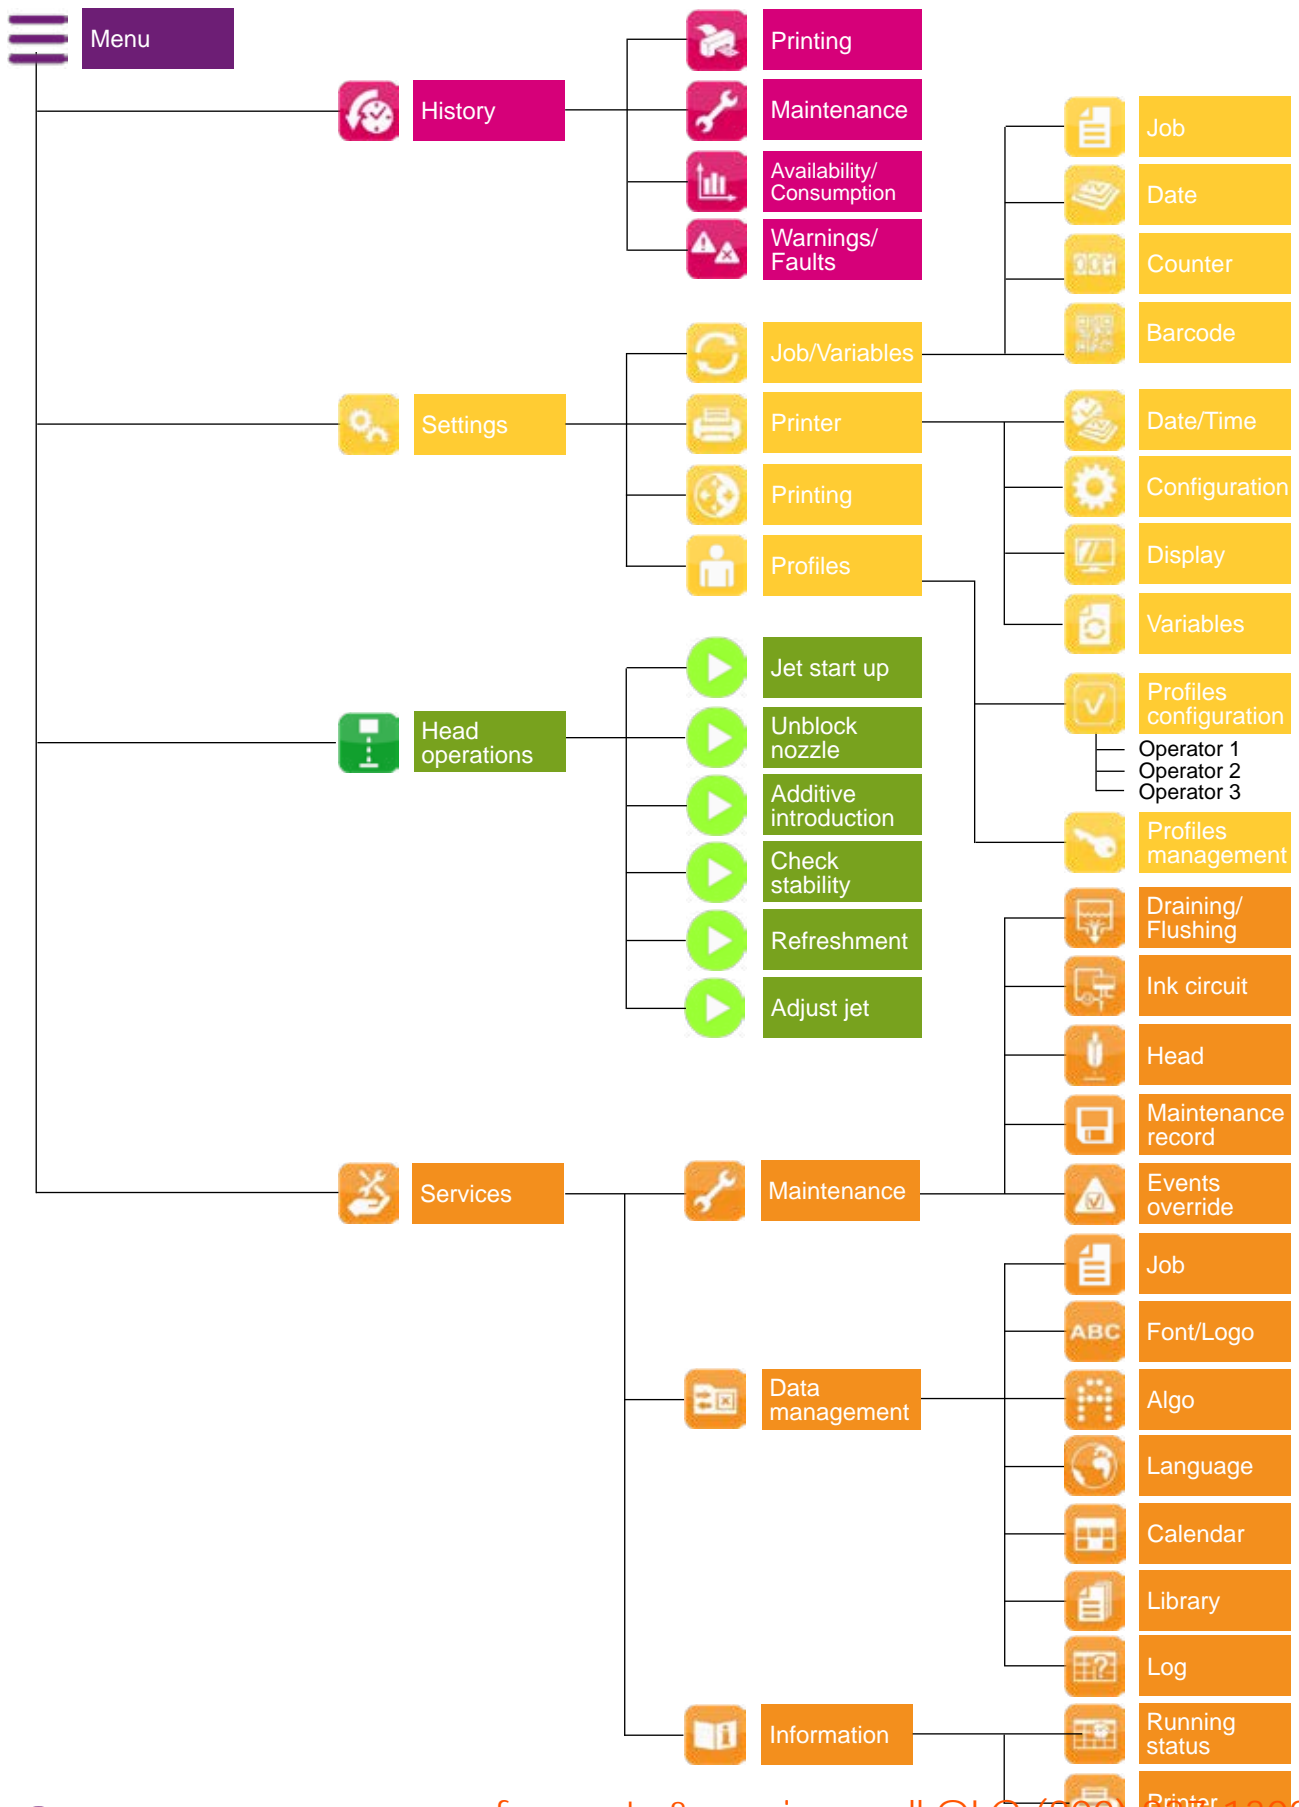 Menu
History
Printing
Maintenance
Availability/
Consumption
Warnings/
Faults
Settings
Job/Variables
Job
Date
Counter
Barcode
Printer
Date/Time
Configuration
Display
Variables
Printing
Profiles
Profiles
configuration
Operator 1
Operator 2
Operator 3
Profiles
management
Head
operations
Jet start up
Unblock
nozzle
Additive
introduction
Check
stability
Refreshment
Adjust jet
Services
Maintenance
Draining/
Flushing
Ink circuit
Head
Maintenance
record
Events
override
Data
management
Job
ABC
Font/Logo
Algo
Language
Calendar
Library
Log
Information
Running
status
Printer